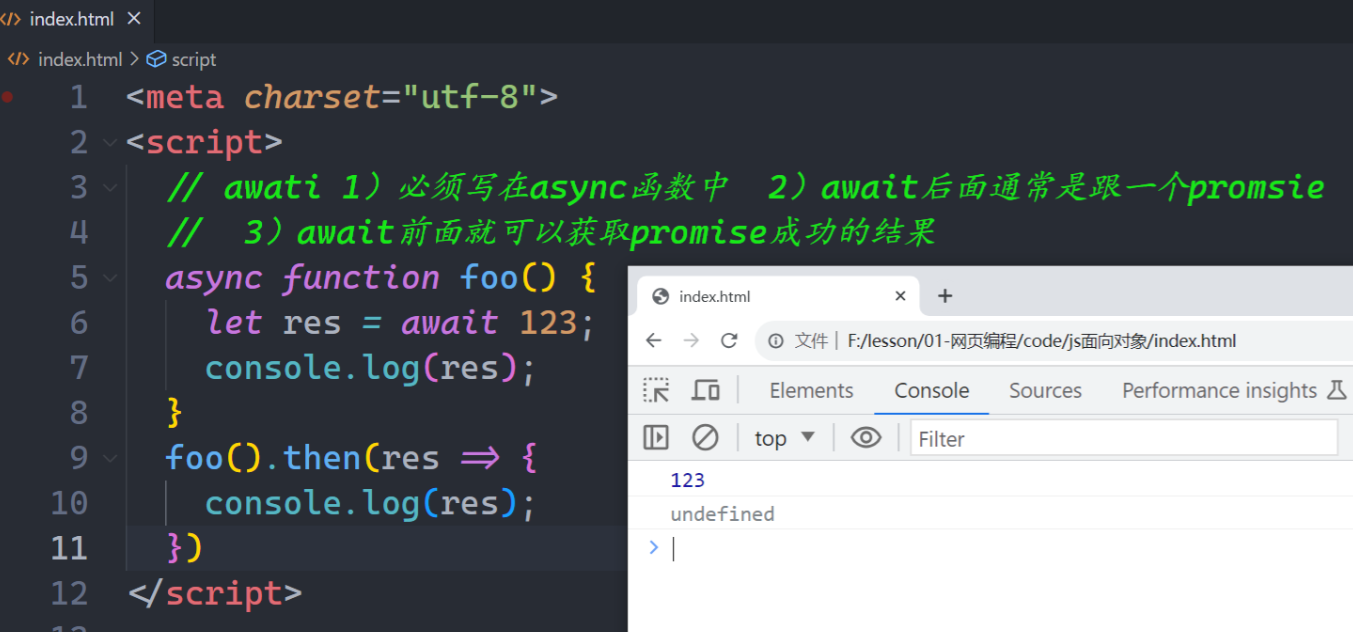 index.html
index.html > script
1 <meta charset="utf-8">
2 <script>
3 // awati 1）必须写在async函数中 2）await后面通常是跟一个promsie
4 // 3）await前面就可以获取promise成功的结果
5 async function foo() {
6 let res = await 123;
7 console.log(res);
8 }
9 foo().then(res => {
10 console.log(res);
11 })
12 </script>
index.html
文件 | F:/lesson/01-网页编程/code/js面向对象/index.html
Elements Console Sources Performance insights
top Filter
123
undefined
>